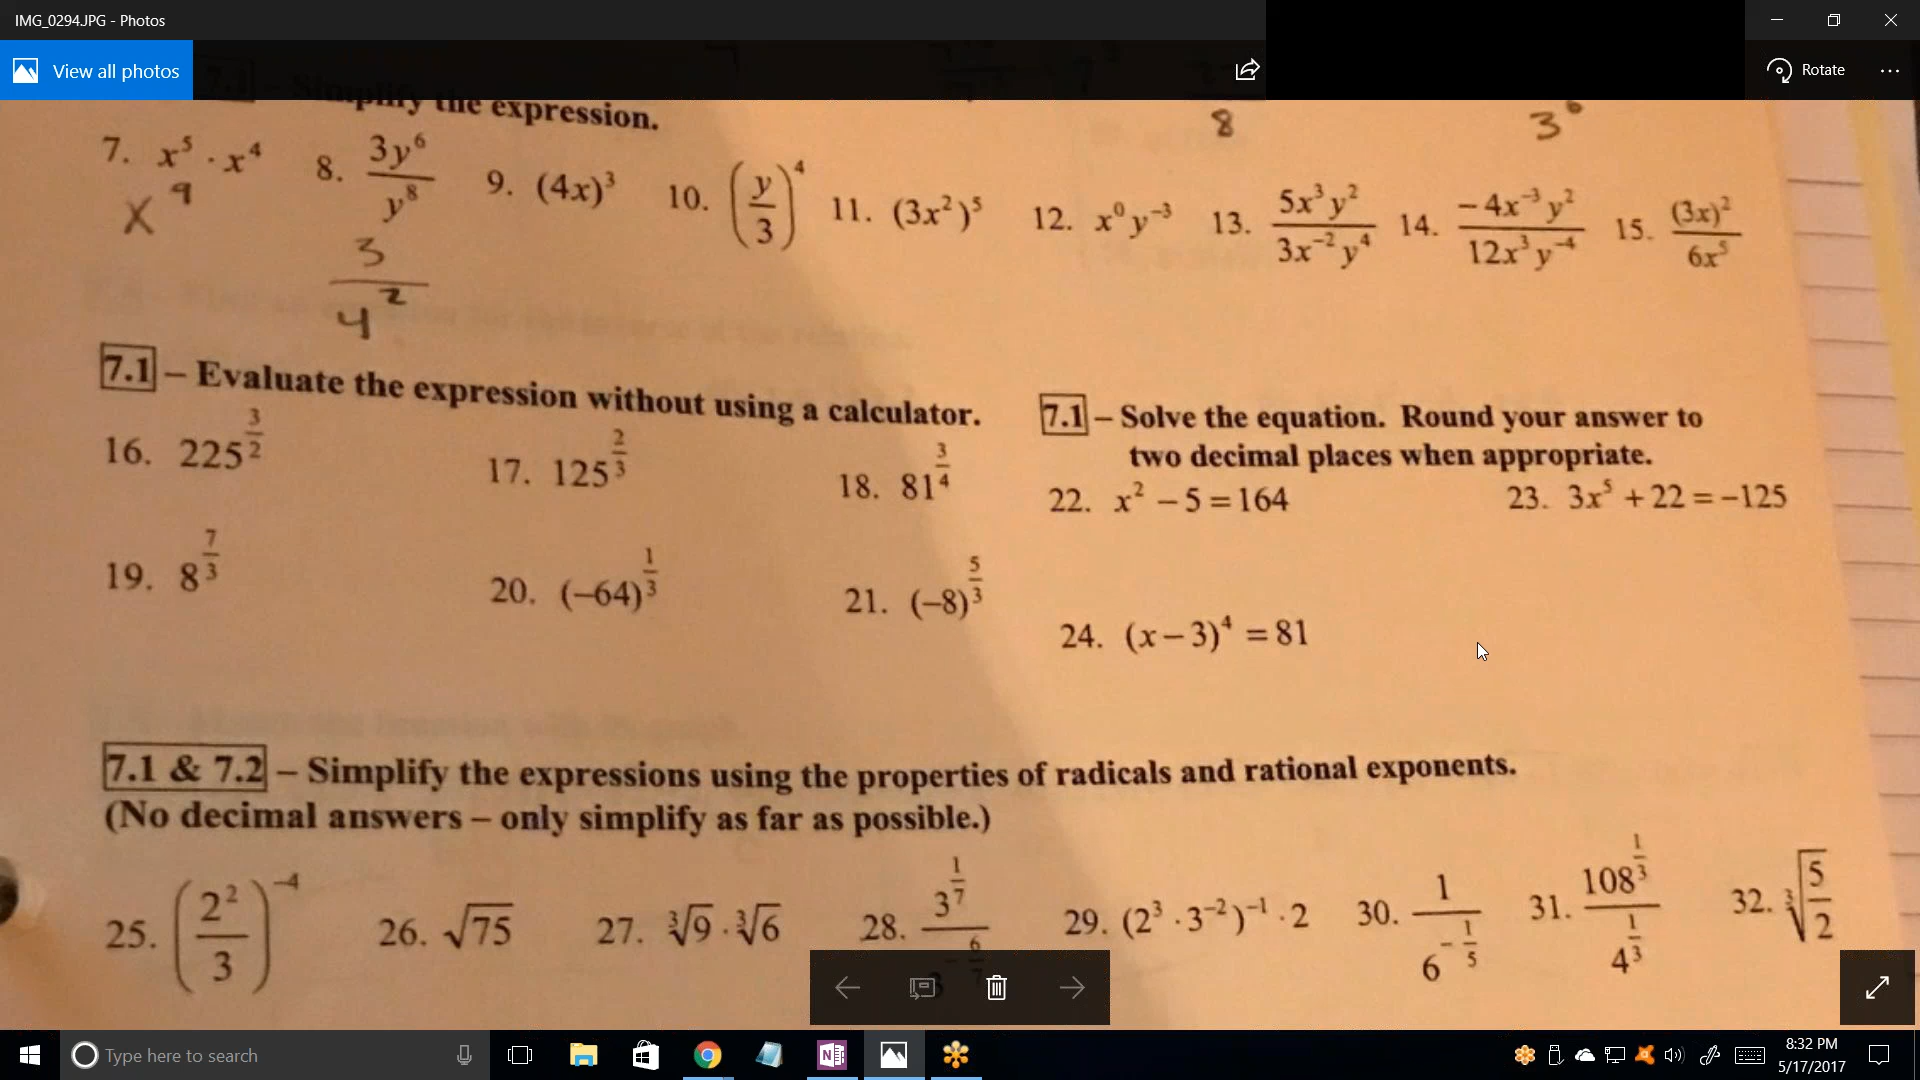 IMG_0294.JPG - Photos
View all photos
Rotate
7.1 – Simplify the expression.
8
3⁶
7. x⁵ · x⁴ 8. 3y⁶/y⁸ 9. (4x)³ 10. (y/3)⁴ 11. (3x²)⁵ 12. x⁰y⁻³ 13. 5x³y²/3x⁻²y⁴ 14. -4x⁻³y²/12x³y⁻⁴ 15. (3x)²/6x⁵
x⁹
3/y²
7.1 – Evaluate the expression without using a calculator.
16. 225^(3/2) 17. 125^(2/3) 18. 81^(3/4)
19. 8^(7/3) 20. (−64)^(1/3) 21. (−8)^(5/3)
7.1 – Solve the equation. Round your answer to
two decimal places when appropriate.
22. x² − 5 = 164 23. 3x⁵ + 22 = −125
24. (x − 3)⁴ = 81
7.1 & 7.2 – Simplify the expressions using the properties of radicals and rational exponents.
(No decimal answers – only simplify as far as possible.)
25. (2²/3)⁻⁴ 26. √75 27. ∛9 · ∛6 28. 3^(1/7)/3^(−6/7) 29. (2³ · 3⁻²)⁻¹ · 2 30. 1/6^(−1/5) 31. 108^(1/3)/4^(1/3) 32. ∛(5/2)
Type here to search
8:32 PM
5/17/2017